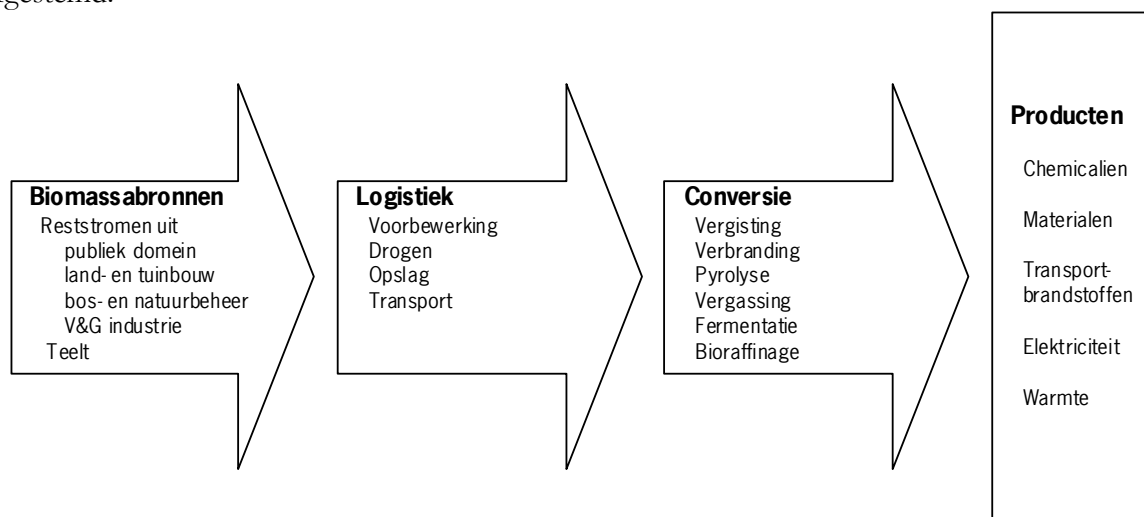 Biomassabronnen
Reststromen uit
publiek domein
land- en tuinbouw
bos- en natuurbeheer
V&G industrie
Teelt
Logistiek
Voorbewerking
Drogen
Opslag
Transport
Conversie
Vergisting
Verbranding
Pyrolyse
Vergassing
Fermentatie
Bioraffinage
Producten
Chemicalien
Materialen
Transport-
brandstoffen
Elektriciteit
Warmte